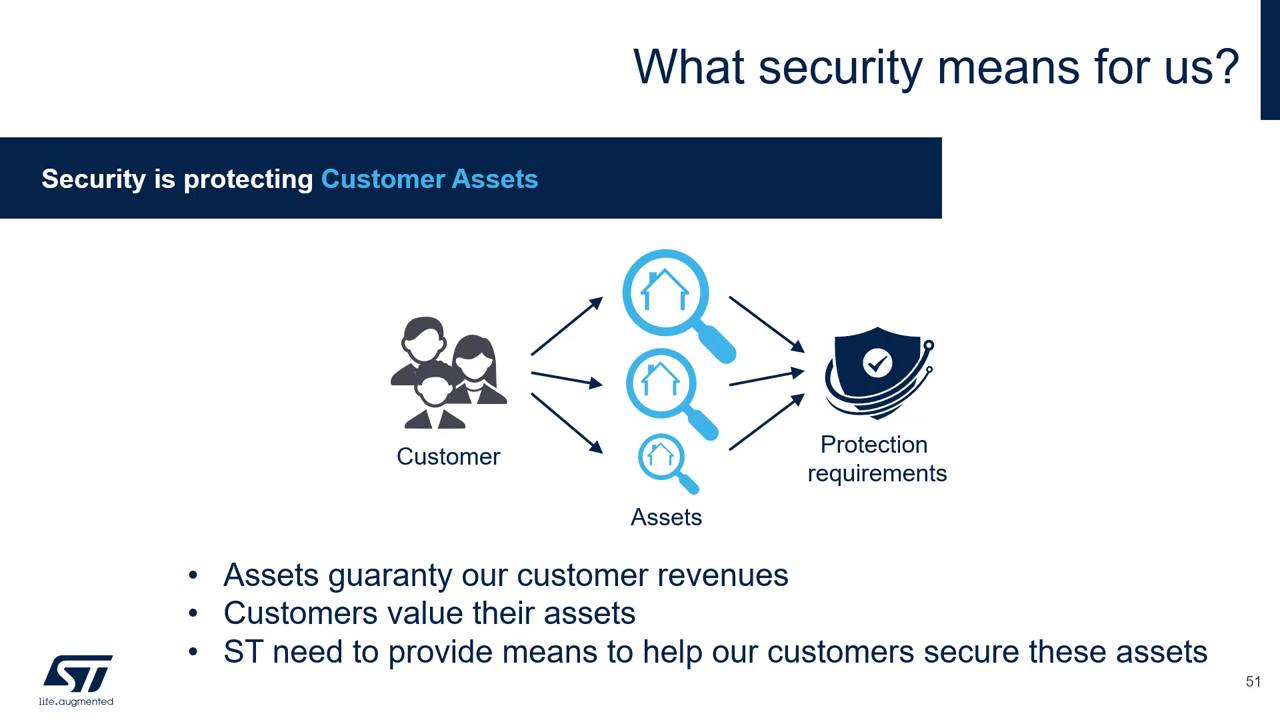 What security means for us?
Security is protecting Customer Assets
Customer
Assets
Protection
requirements
• Assets guaranty our customer revenues
• Customers value their assets
• ST need to provide means to help our customers secure these assets
ST
life.augmented
51